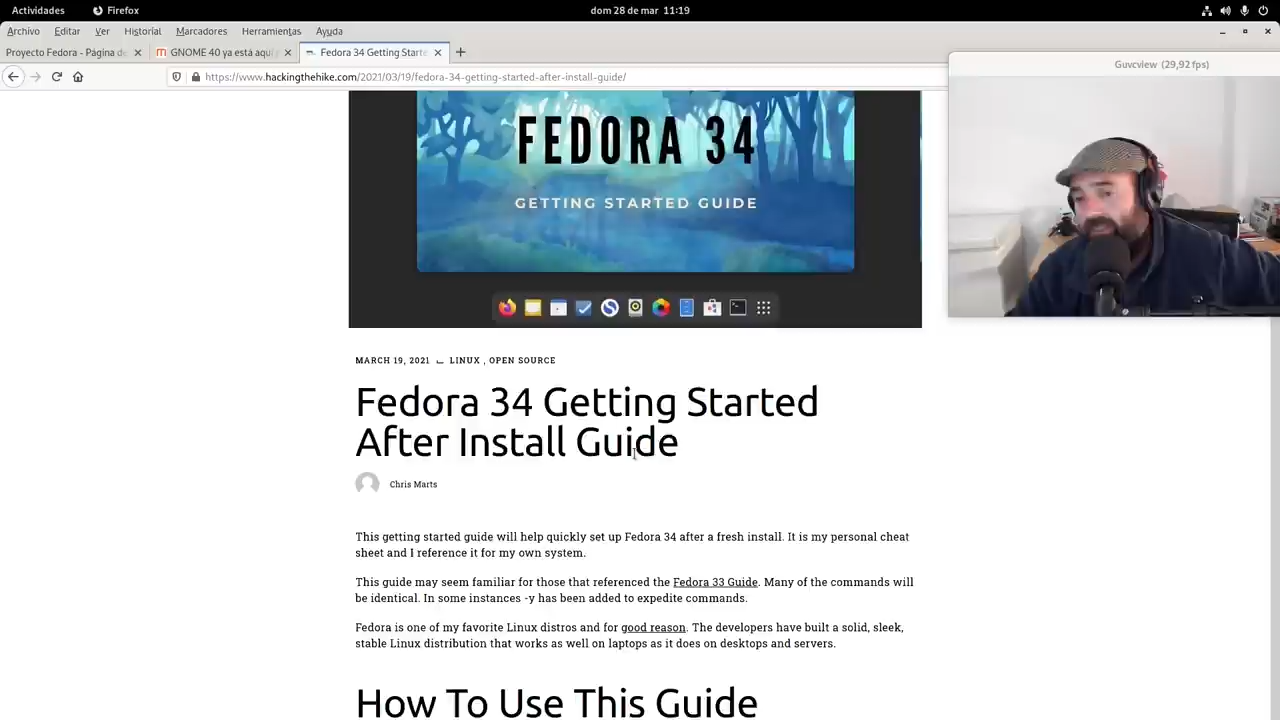 Actividades
Firefox
dom 28 de mar 11:19
Archivo Editar Ver Historial Marcadores Herramientas Ayuda
Proyecto Fedora - Página de
GNOME 40 ya está aquí
Fedora 34 Getting Starte
https://www.hackingthehike.com/2021/03/19/fedora-34-getting-started-after-install-guide/
Guvcview (29,92 fps)
FEDORA 34
GETTING STARTED GUIDE
MARCH 19, 2021 LINUX , OPEN SOURCE
Fedora 34 Getting Started
After Install Guide
Chris Marts
This getting started guide will help quickly set up Fedora 34 after a fresh install. It is my personal cheat
sheet and I reference it for my own system.
This guide may seem familiar for those that referenced the Fedora 33 Guide. Many of the commands will
be identical. In some instances -y has been added to expedite commands.
Fedora is one of my favorite Linux distros and for good reason. The developers have built a solid, sleek,
stable Linux distribution that works as well on laptops as it does on desktops and servers.
How To Use This Guide